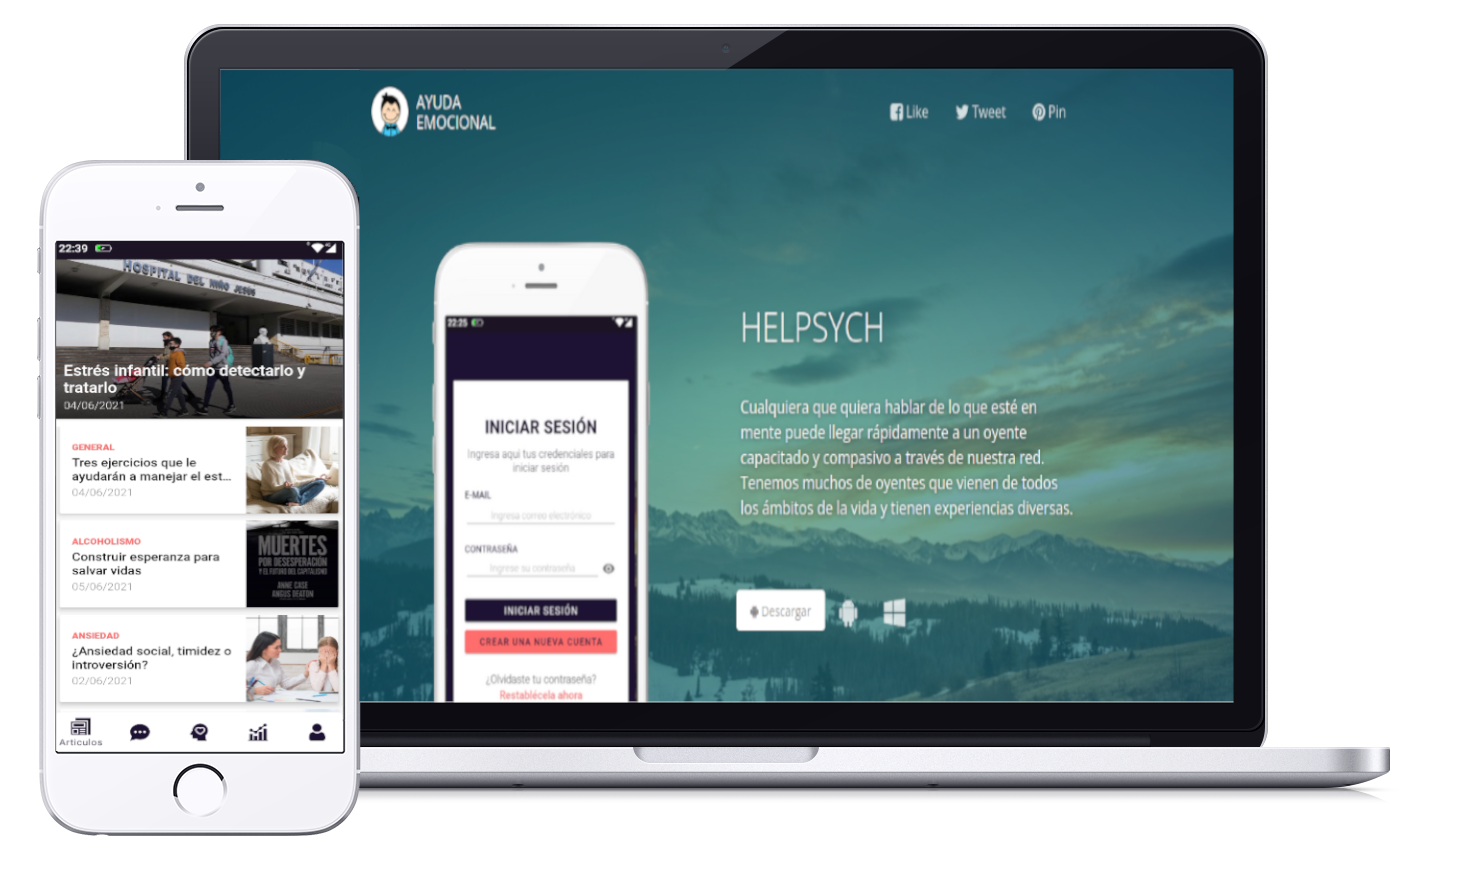 AYUDA
EMOCIONAL
Like
Tweet
Pin
22:39
HOSPITAL DEL NIÑO JESÚS
Estrés infantil: cómo detectarlo y
tratarlo
04/06/2021
GENERAL
Tres ejercicios que le
ayudarán a manejar el est...
04/06/2021
ALCOHOLISMO
Construir esperanza para
salvar vidas
05/06/2021
MUERTES
POR DESESPERACIÓN
Y EL FUTURO DEL CAPITALISMO
ANNE CASE
ANGUS DEATON
ANSIEDAD
¿Ansiedad social, timidez o
introversión?
02/06/2021
Artículos
22:25
INICIAR SESIÓN
Ingresa aqui tus credenciales para
iniciar sesión
E-MAIL
Ingresa correo electrónico
CONTRASEÑA
Ingrese su contraseña
INICIAR SESIÓN
CREAR UNA NUEVA CUENTA
¿Olvidaste tu contraseña?
Restablécela ahora
HELPSYCH
Cualquiera que quiera hablar de lo que esté en
mente puede llegar rápidamente a un oyente
capacitado y compasivo a través de nuestra red.
Tenemos muchos de oyentes que vienen de todos
los ámbitos de la vida y tienen experiencias diversas.
Descargar